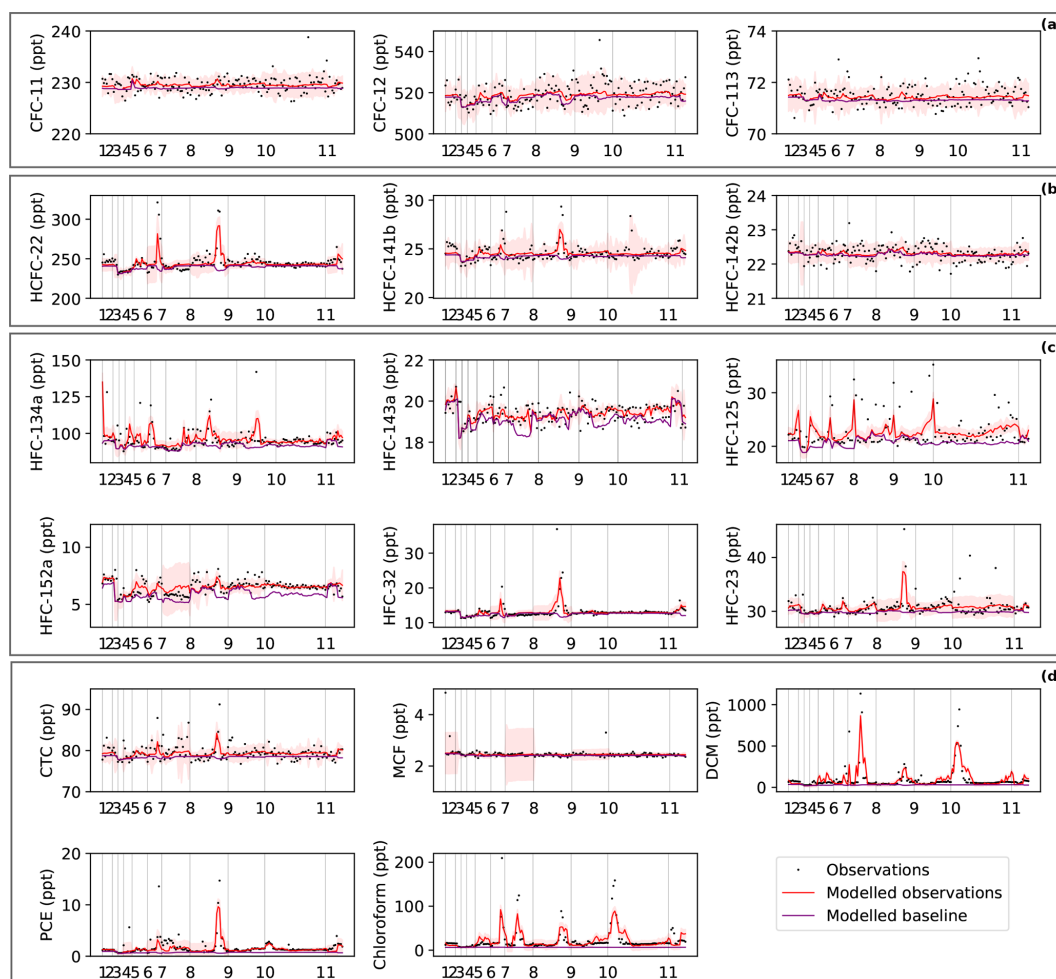 (a)
CFC-11 (ppt)
240
230
220
1 2 3 4 5 6 7 8 9 10 11
CFC-12 (ppt)
540
520
500
1 2 3 4 5 6 7 8 9 10 11
CFC-113 (ppt)
74
72
70
1 2 3 4 5 6 7 8 9 10 11
(b)
HCFC-22 (ppt)
300
250
200
1 2 3 4 5 6 7 8 9 10 11
HCFC-141b (ppt)
30
25
20
1 2 3 4 5 6 7 8 9 10 11
HCFC-142b (ppt)
24
23
22
21
1 2 3 4 5 6 7 8 9 10 11
(c)
HFC-134a (ppt)
150
125
100
1 2 3 4 5 6 7 8 9 10 11
HFC-143a (ppt)
22
20
18
1 2 3 4 5 6 7 8 9 10 11
HFC-125 (ppt)
30
20
1 2 4 5 6 7 8 9 10 11
HFC-152a (ppt)
10
5
1 2 3 4 5 6 7 8 9 10 11
HFC-32 (ppt)
30
20
10
1 2 3 4 5 6 7 8 9 10 11
HFC-23 (ppt)
40
30
1 2 3 4 5 6 7 8 9 10 11
(d)
CTC (ppt)
90
80
70
1 2 3 4 5 6 7 8 9 10 11
MCF (ppt)
4
2
1 2 3 4 5 6 7 8 9 10 11
DCM (ppt)
1000
500
0
1 2 3 4 5 6 7 8 9 10 11
PCE (ppt)
20
10
0
1 2 3 4 5 6 7 8 9 10 11
Chloroform (ppt)
200
100
0
1 2 3 4 5 6 7 8 9 10 11
Observations
Modelled observations
Modelled baseline